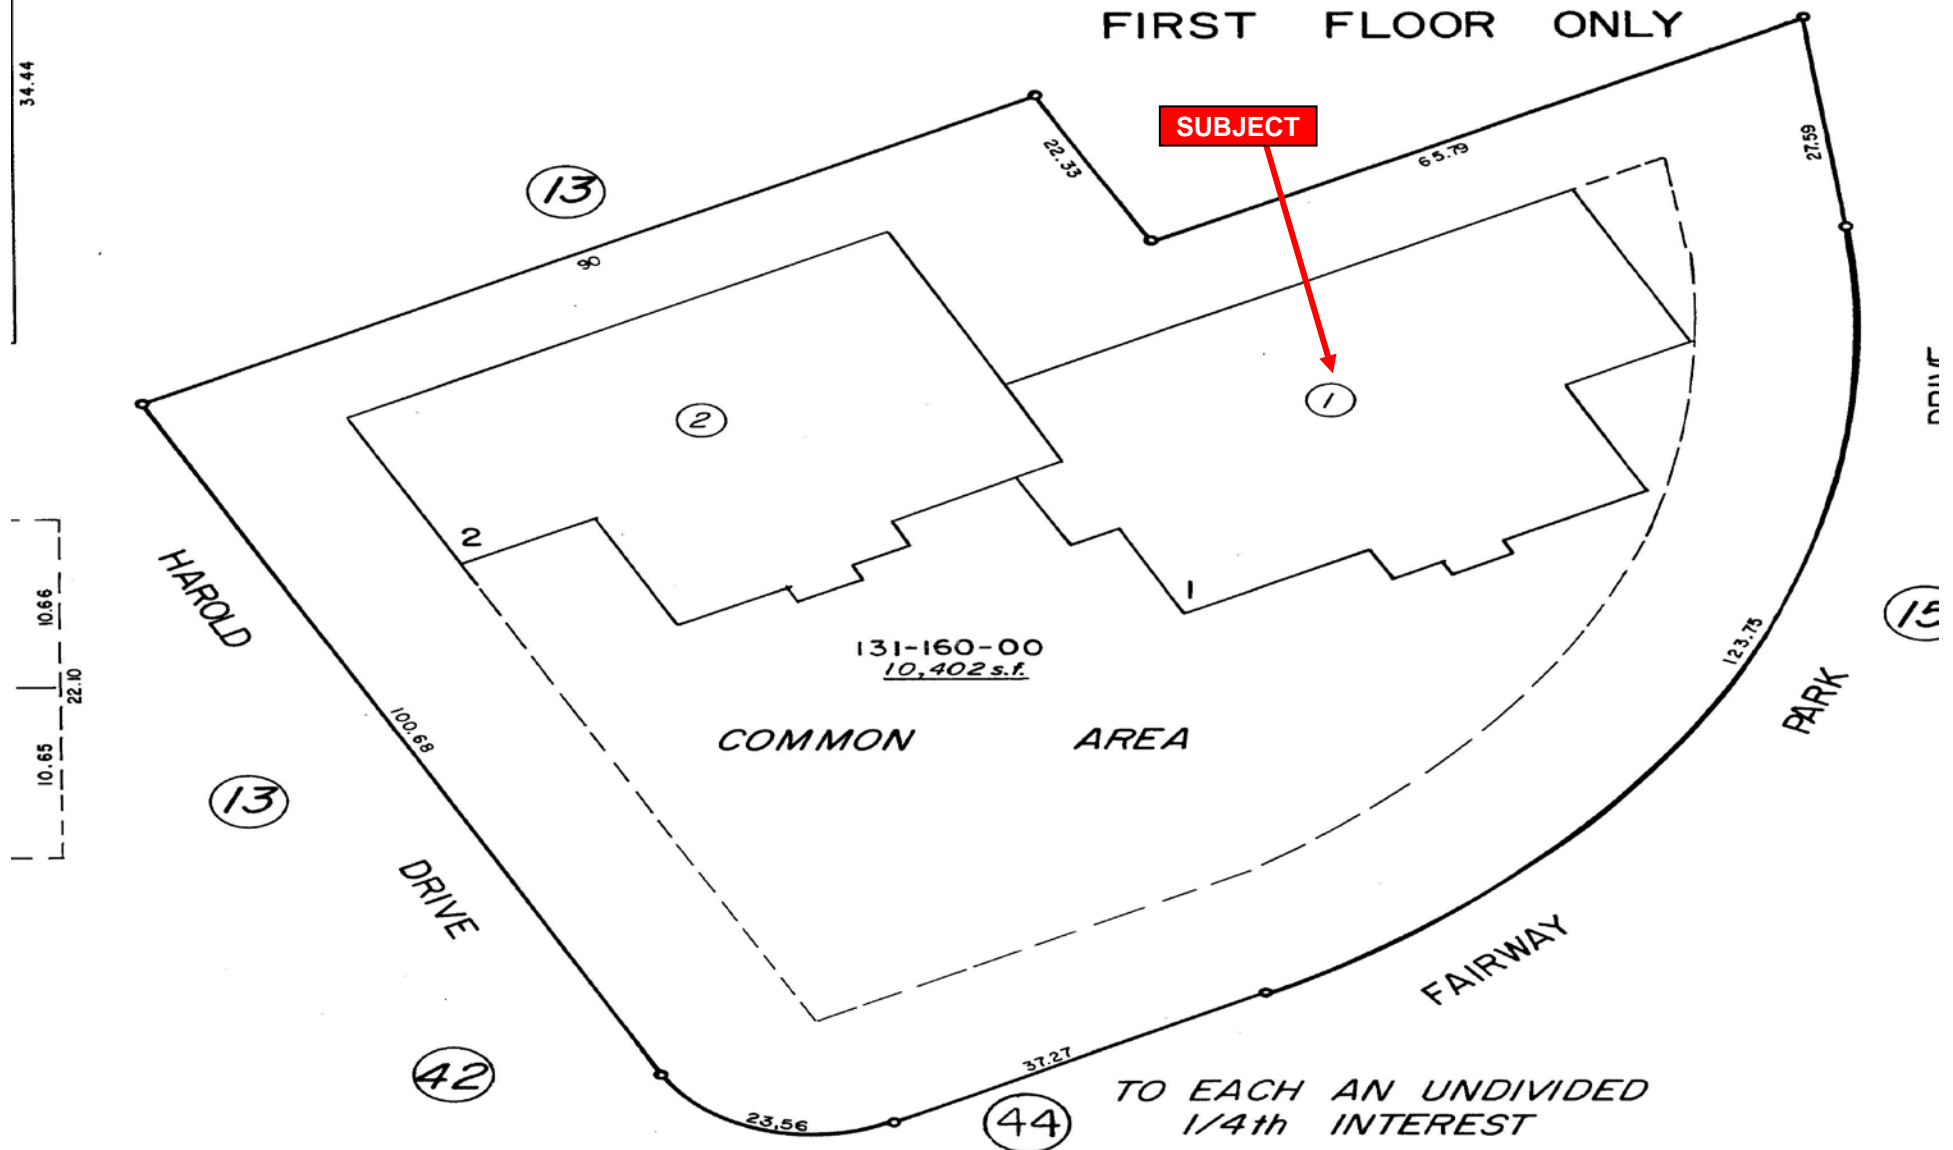 FIRST FLOOR ONLY
34.44
SUBJECT
22.33
65.79
27.59
13
90
DRIVE
1
2
2
HAROLD
10.66
22.10
10.65
1
15
123.75
131-160-00
10,402 s.f.
PARK
100.68
COMMON AREA
13
DRIVE
FAIRWAY
42
37.27
23.56
44
TO EACH AN UNDIVIDED
1/4th INTEREST